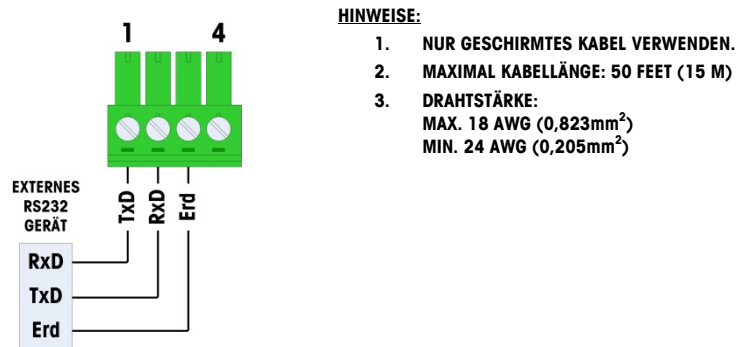 1 4
EXTERNES
RS232
GERÄT
TxD
RxD
Erd
RxD
TxD
Erd
HINWEISE:
1. NUR GESCHIRMTES KABEL VERWENDEN.
2. MAXIMAL KABELLÄNGE: 50 FEET (15 M)
3. DRAHTSTÄRKE:
MAX. 18 AWG (0,823mm²)
MIN. 24 AWG (0,205mm²)